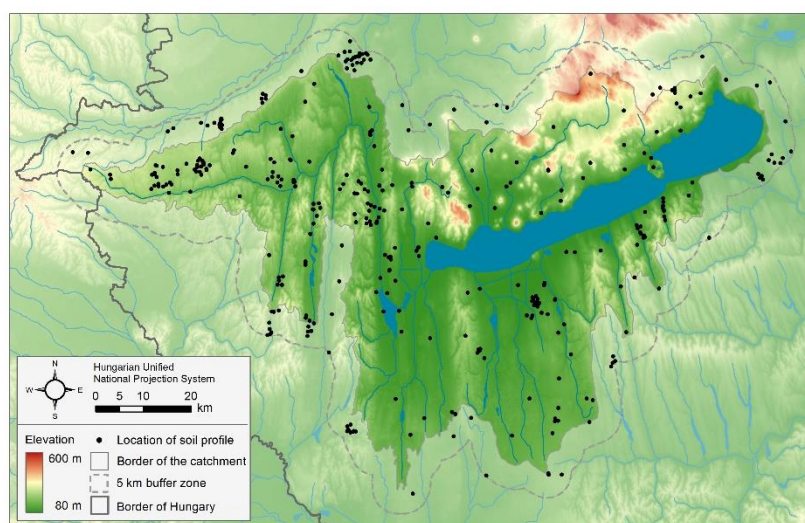 N
W E
S
Hungarian Unified
National Projection System
0 5 10 20
km
Elevation
600 m
80 m
Location of soil profile
Border of the catchment
5 km buffer zone
Border of Hungary